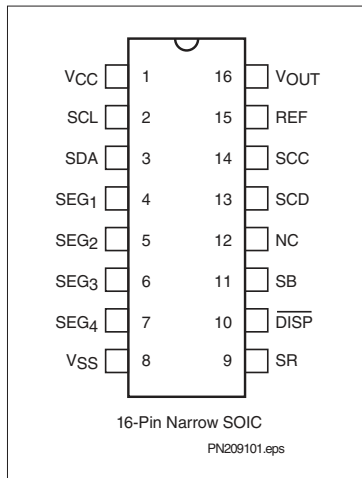 VCC 1 16 VOUT
SCL 2 15 REF
SDA 3 14 SCC
SEG1 4 13 SCD
SEG2 5 12 NC
SEG3 6 11 SB
SEG4 7 10 DISP
VSS 8 9 SR
16-Pin Narrow SOIC
PN209101.eps